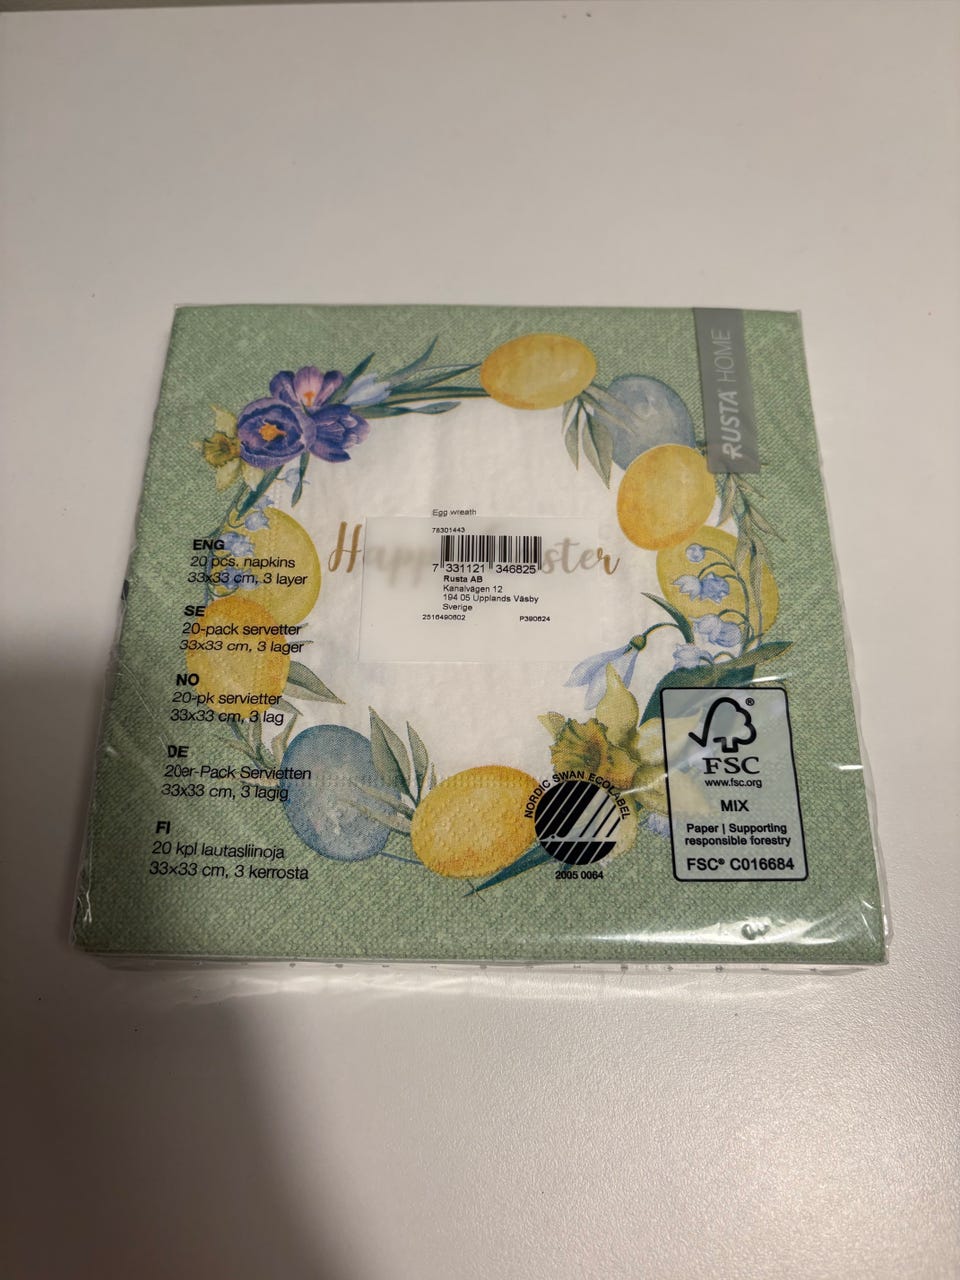 RUSTA HOME
Egg wreath
78301443
Happy Easter
7 331121 346825
Rusta AB
Kanalvägen 12
194 05 Upplands Väsby
Sverige
2516490602 P390624
ENG
20 pcs. napkins
33x33 cm, 3 layer
SE
20-pack servetter
33x33 cm, 3 lager
NO
20-pk servietter
33x33 cm, 3 lag
DE
20er-Pack Servietten
33x33 cm, 3 lagig
FI
20 kpl lautasliinoja
33x33 cm, 3 kerrosta
NORDIC SWAN ECOLABEL
2005 0064
®
FSC
www.fsc.org
MIX
Paper | Supporting
responsible forestry
FSC® C016684